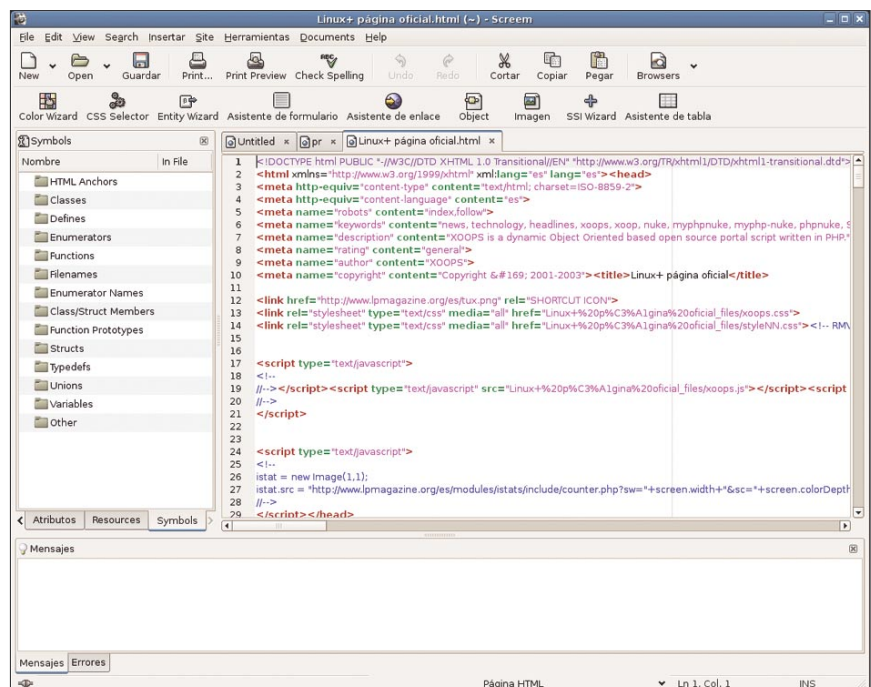 Linux+ página oficial.html (~) - Screem
File Edit View Search Insertar Site Herramientas Documents Help
New Open Guardar Print... Print Preview Check Spelling Undo Redo Cortar Copiar Pegar Browsers
Color Wizard CSS Selector Entity Wizard Asistente de formulario Asistente de enlace Object Imagen SSI Wizard Asistente de tabla
Symbols
Nombre In File
HTML Anchors
Classes
Defines
Enumerators
Functions
Filenames
Enumerator Names
Class/Struct Members
Function Prototypes
Structs
Typedefs
Unions
Variables
Other
Atributos Resources Symbols
Untitled pr Linux+ página oficial.html
1 <!DOCTYPE html PUBLIC "-//W3C//DTD XHTML 1.0 Transitional//EN" "http://www.w3.org/TR/xhtml1/DTD/xhtml1-transitional.dtd">
2 <html xmlns="http://www.w3.org/1999/xhtml" xml:lang="es" lang="es"><head>
3 <meta http-equiv="content-type" content="text/html; charset=ISO-8859-2">
4 <meta http-equiv="content-language" content="es">
5 <meta name="robots" content="index,follow">
6 <meta name="keywords" content="news, technology, headlines, xoops, xoop, nuke, myphpnuke, myphp-nuke, phpnuke, S
7 <meta name="description" content="XOOPS is a dynamic Object Oriented based open source portal script written in PHP."
8 <meta name="rating" content="general">
9 <meta name="author" content="XOOPS">
10 <meta name="copyright" content="Copyright &#169; 2001-2003"><title>Linux+ página oficial</title>
11
12 <link href="http://www.lpmagazine.org/es/tux.png" rel="SHORTCUT ICON">
13 <link rel="stylesheet" type="text/css" media="all" href="Linux+%20p%C3%A1gina%20oficial_files/xoops.css">
14 <link rel="stylesheet" type="text/css" media="all" href="Linux+%20p%C3%A1gina%20oficial_files/styleNN.css"><!-- RMV
15
16
17 <script type="text/javascript">
18 <!--
19 //--></script><script type="text/javascript" src="Linux+%20p%C3%A1gina%20oficial_files/xoops.js"></script><script
20 //-->
21 </script>
22
23
24 <script type="text/javascript">
25 <!--
26 istat = new Image(1,1);
27 istat.src = "http://www.lpmagazine.org/es/modules/istats/include/counter.php?sw="+screen.width+"&sc="+screen.colorDepth
28 //-->
29 </script></head>
Mensajes
Mensajes Errores
Página HTML Ln 1, Col. 1 INS